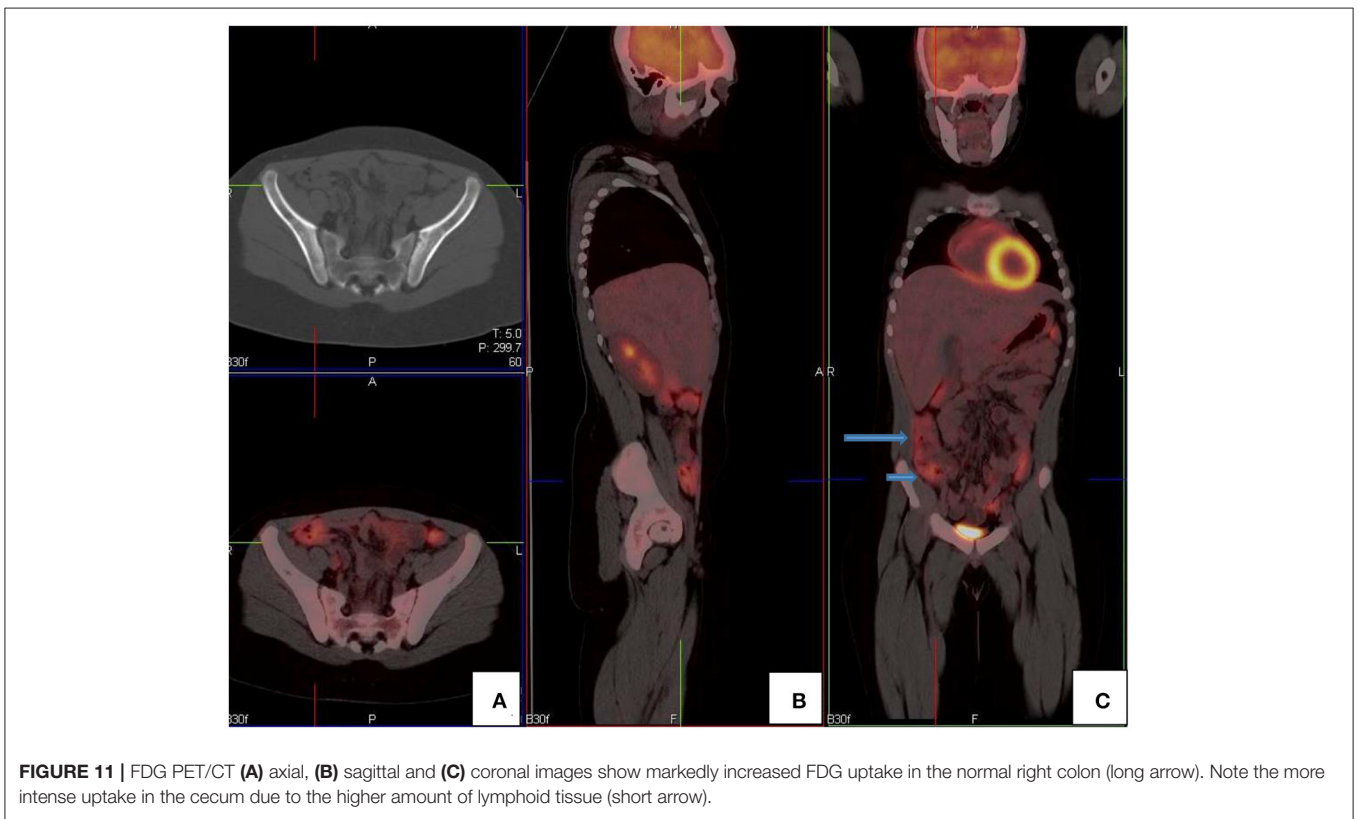 A
R
L
T: 5.0
P: 299.7
B30f
P
60
A
R
L
B30f
P
A
P
A
B30f
F
B
R
L
B30f
F
C
FIGURE 11 | FDG PET/CT (A) axial, (B) sagittal and (C) coronal images show markedly increased FDG uptake in the normal right colon (long arrow). Note the more
intense uptake in the cecum due to the higher amount of lymphoid tissue (short arrow).